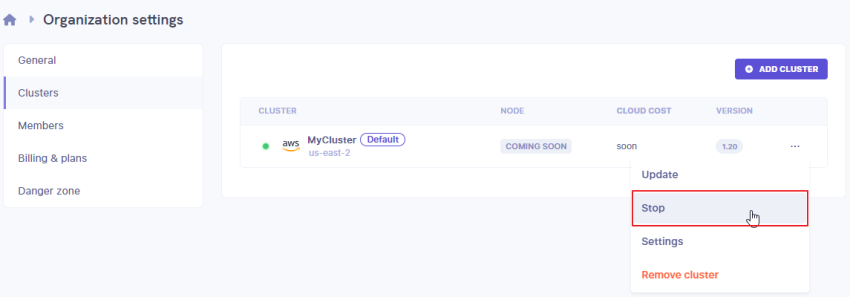 Organization settings
General
Clusters
Members
Billing & plans
Danger zone
ADD CLUSTER
CLUSTER NODE CLOUD COST VERSION
aws MyCluster Default COMING SOON soon 1.20 ...
us-east-2
Update
Stop
Settings
Remove cluster